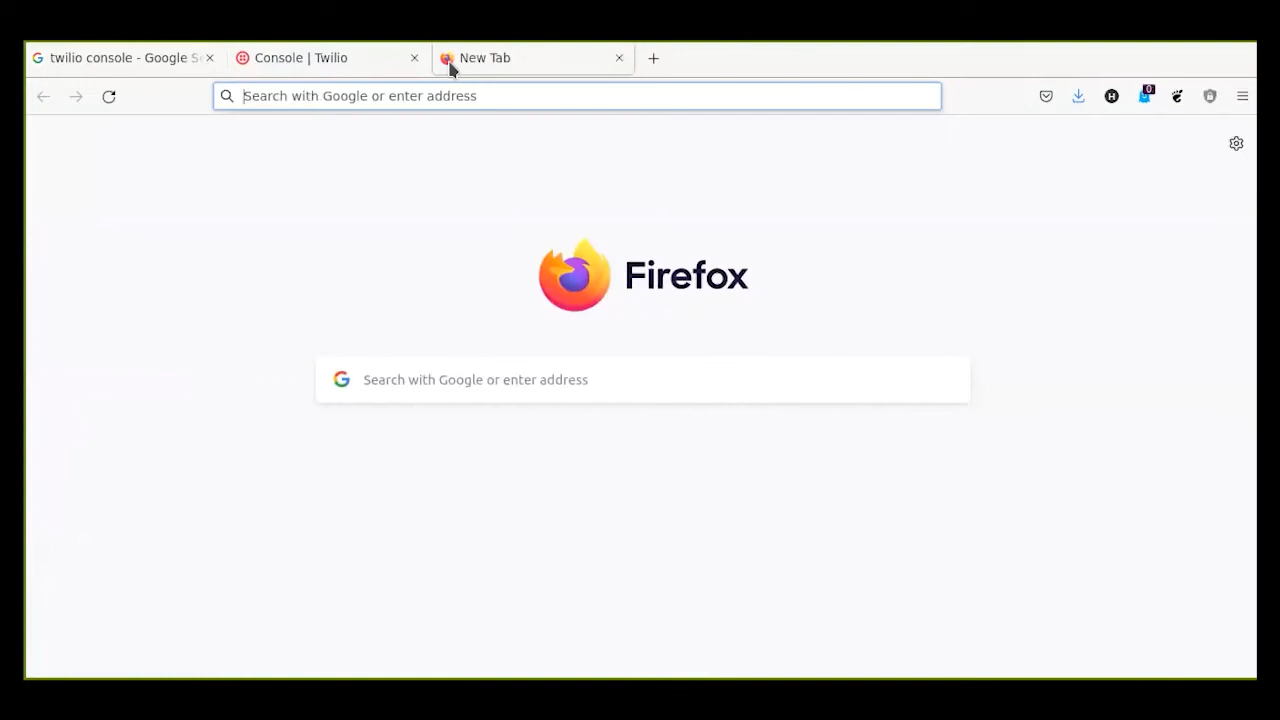 twilio console - Google S
Console | Twilio
New Tab
Search with Google or enter address
H
0
Firefox
Search with Google or enter address